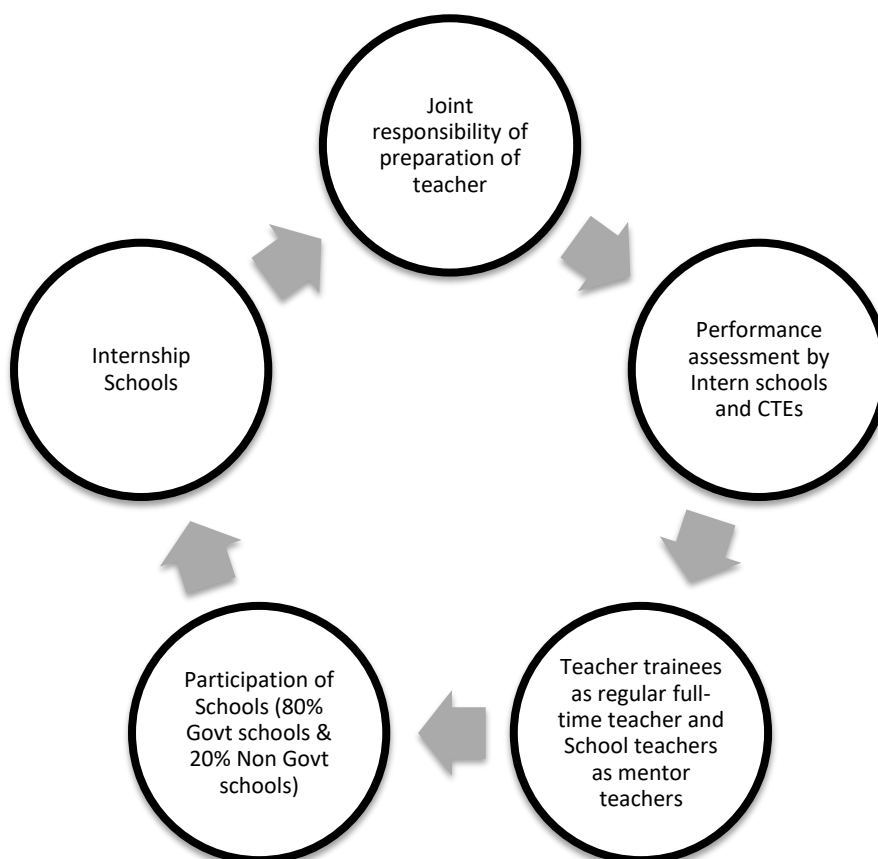 Joint
responsibility of
preparation of
teacher
Performance
assessment by
Intern schools
and CTEs
Teacher trainees
as regular full-
time teacher and
School teachers
as mentor
teachers
Participation of
Schools (80%
Govt schools &
20% Non Govt
schools)
Internship
Schools